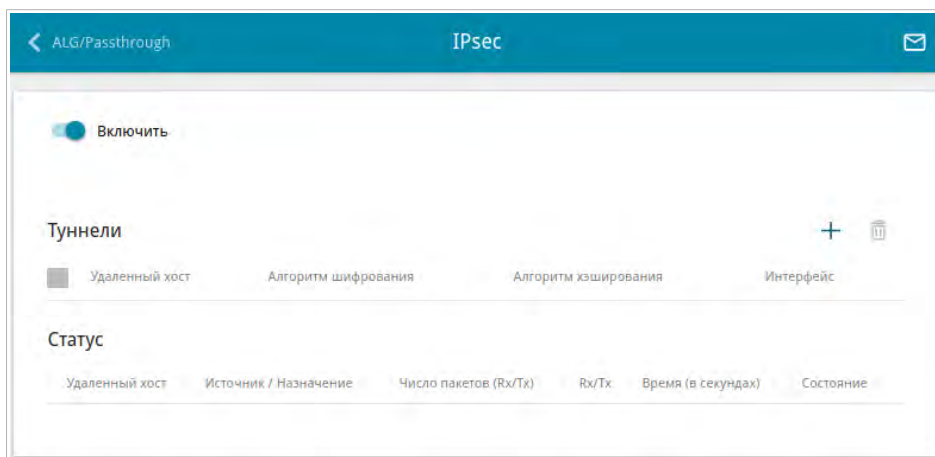 ALG/Passthrough
IPsec
Включить
Туннели
Удаленный хост Алгоритм шифрования Алгоритм хэширования Интерфейс
Статус
Удаленный хост Источник / Назначение Число пакетов (Rx/Tx) Rx/Tx Время (в секундах) Состояние